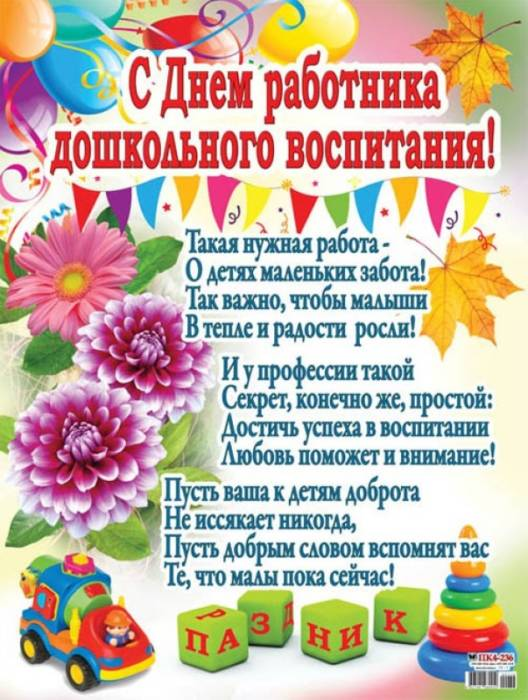 С Днем работника
дошкольного воспитания!
Такая нужная работа -
О детях маленьких забота!
Так важно, чтобы малыши
В тепле и радости росли!
И у профессии такой
Секрет, конечно же, простой:
Достичь успеха в воспитании
Любовь поможет и внимание!
Пусть ваша к детям доброта
Не иссякает никогда,
Пусть добрым словом вспомнят вас
Те, что малы пока сейчас!
ПРАЗДНИК
ПК4-236